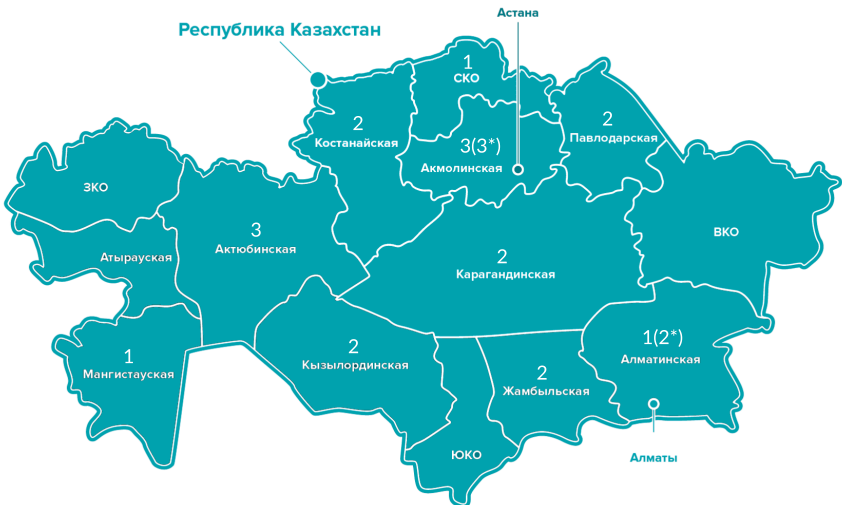 Астана
Республика Казахстан
1
СКО
2
Костанайская
2
Павлодарская
3(3*)
Акмолинская
ЗКО
3
Актюбинская
ВКО
Атырауская
2
Карагандинская
1(2*)
Алматинская
2
Кызылординская
1
Мангистауская
2
Жамбыльская
ЮКО
Алматы